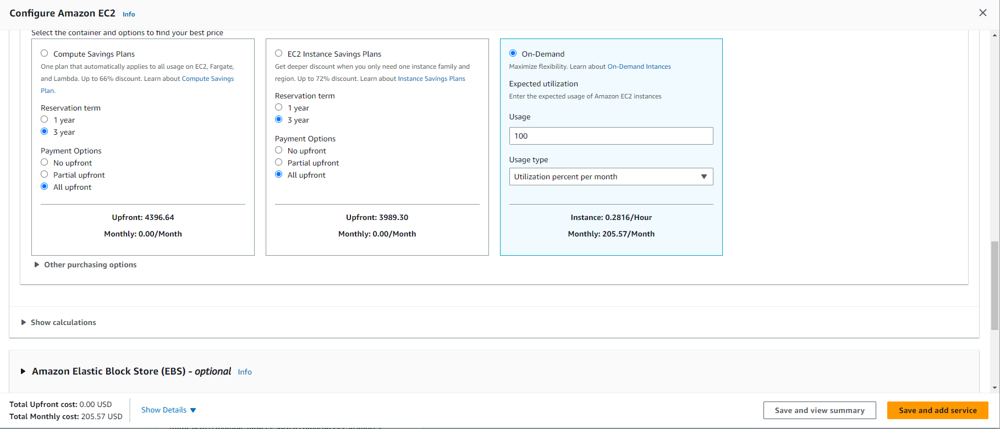 Configure Amazon EC2 Info
Select the container and options to find your best price
Compute Savings Plans
One plan that automatically applies to all usage on EC2, Fargate,
and Lambda. Up to 66% discount. Learn about Compute Savings
Plan.
Reservation term
1 year
3 year
Payment Options
No upfront
Partial upfront
All upfront
Upfront: 4396.64
Monthly: 0.00/Month
EC2 Instance Savings Plans
Get deeper discount when you only need one instance family and
region. Up to 72% discount. Learn about Instance Savings Plans
Reservation term
1 year
3 year
Payment Options
No upfront
Partial upfront
All upfront
Upfront: 3989.30
Monthly: 0.00/Month
On-Demand
Maximize flexibility. Learn about On-Demand Intances
Expected utilization
Enter the expected usage of Amazon EC2 instances
Usage
100
Usage type
Utilization percent per month
Instance: 0.2816/Hour
Monthly: 205.57/Month
Other purchasing options
Show calculations
Amazon Elastic Block Store (EBS) - optional Info
Total Upfront cost: 0.00 USD
Total Monthly cost: 205.57 USD
Show Details
Save and view summary
Save and add service